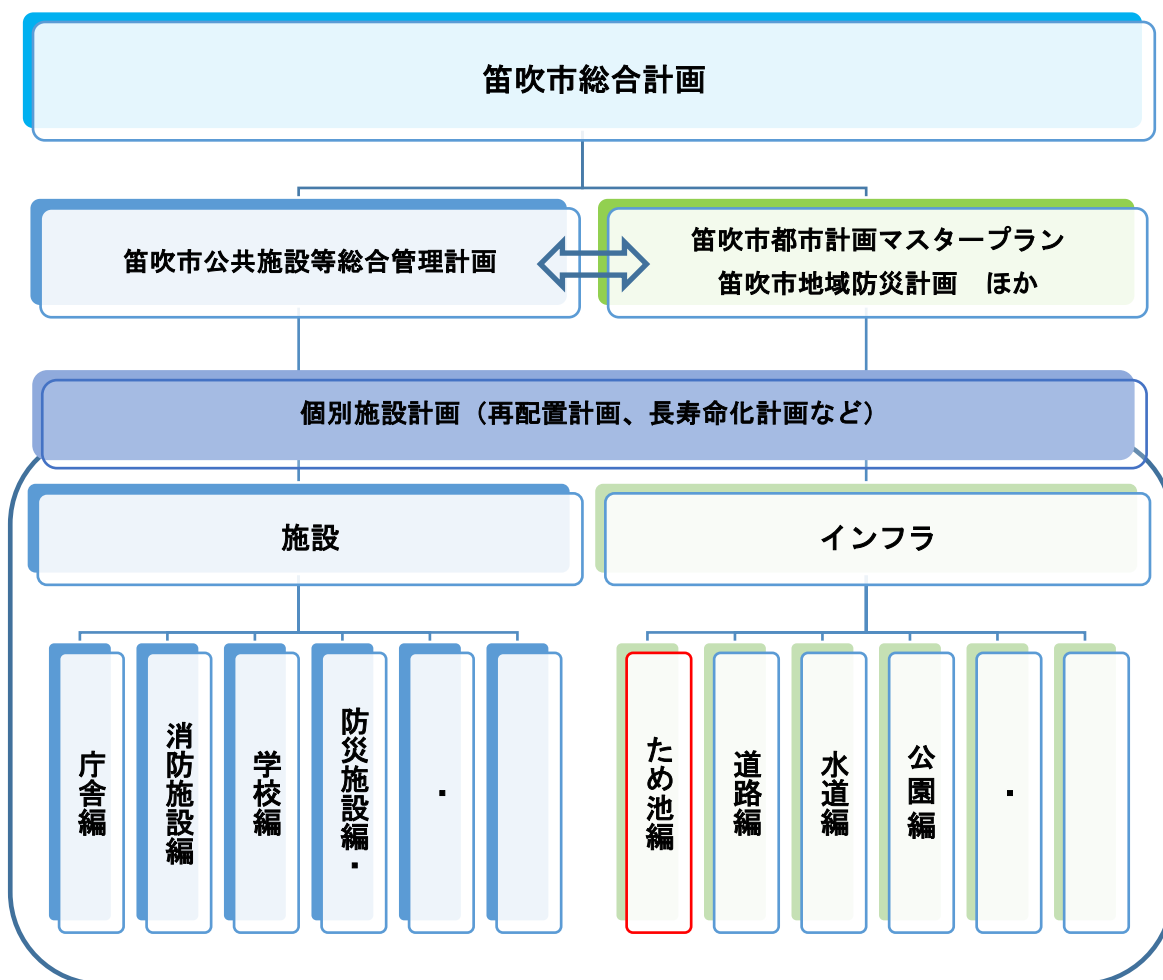 笛吹市総合計画
笛吹市公共施設等総合管理計画
笛吹市都市計画マスタープラン
笛吹市地域防災計画　ほか
個別施設計画（再配置計画、長寿命化計画など）
施設
インフラ
庁舎編
消防施設編
学校編
防災施設編・
・
ため池編
道路編
水道編
公園編
・